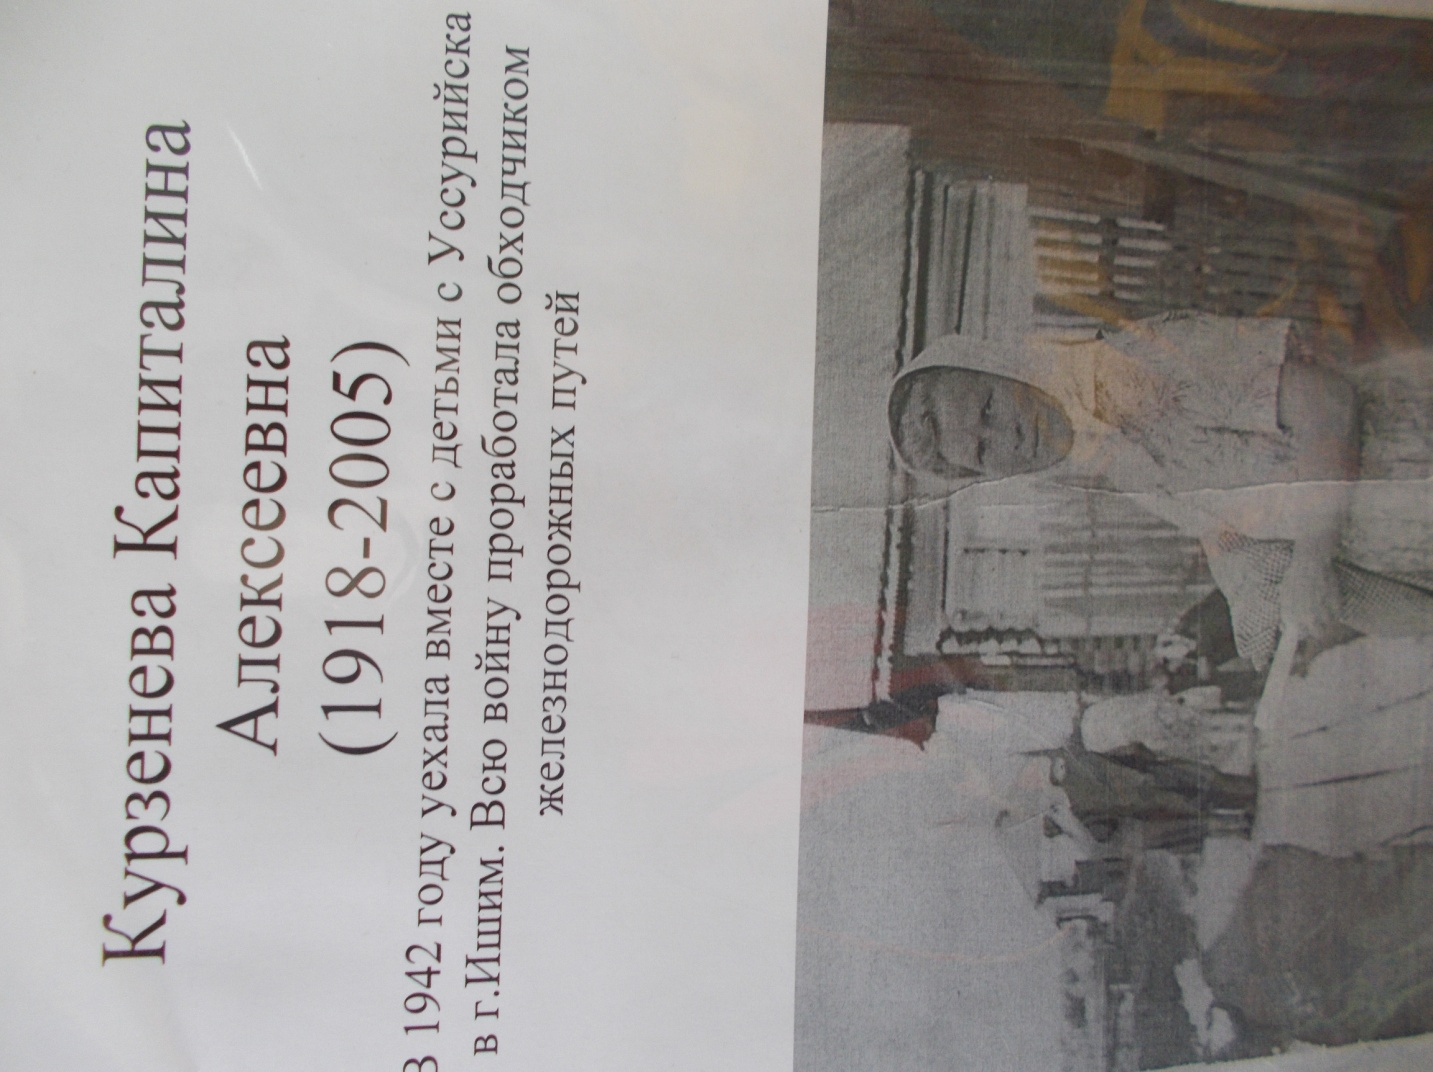 Курзенева Капиталина
Алексеевна
(1918-2005)
В 1942 году уехала вместе с детьми с Уссурийска
в г.Ишим. Всю войну проработала обходчиком
железнодорожных путей